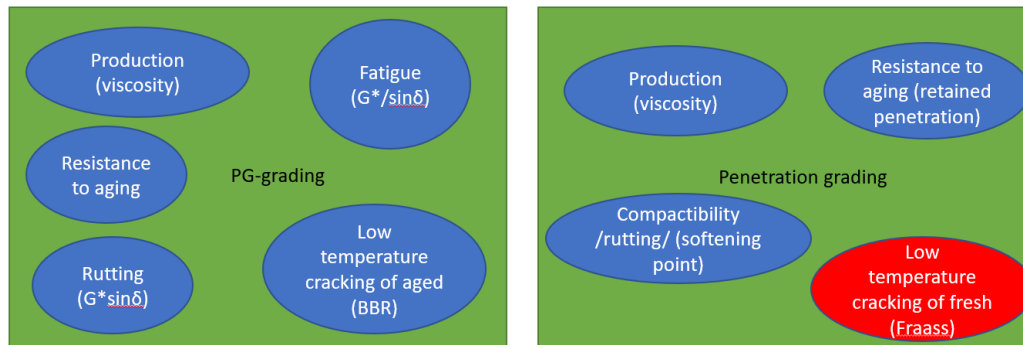 Production
(viscosity)
Fatigue
(G*/sinδ)
Resistance
to aging
PG-grading
Low
temperature
cracking of aged
(BBR)
Rutting
(G*sinδ)
Production
(viscosity)
Resistance to
aging (retained
penetration)
Penetration grading
Compactibility
/rutting/ (softening
point)
Low
temperature
cracking of fresh
(Fraass)